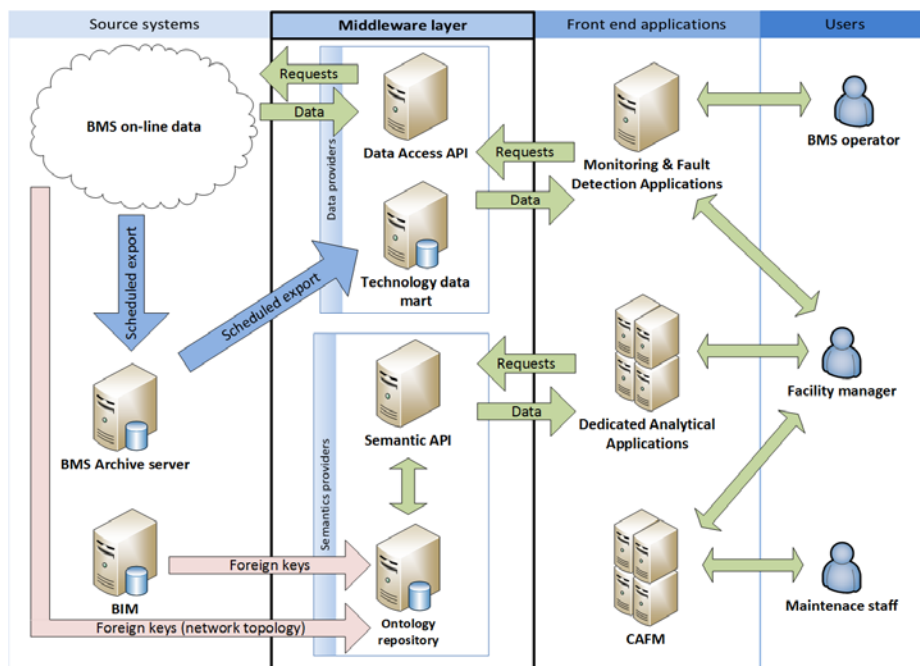 Source systems
Middleware layer
Front end applications
Users
BMS on-line data
Requests
Data
Data Access API
Data providers
Technology data
mart
Scheduled export
Scheduled export
BMS Archive server
BIM
Foreign keys
Foreign keys (network topology)
Semantics providers
Semantic API
Ontology
repository
Requests
Data
Requests
Data
Monitoring & Fault
Detection Applications
Dedicated Analytical
Applications
CAFM
BMS operator
Facility manager
Maintenace staff